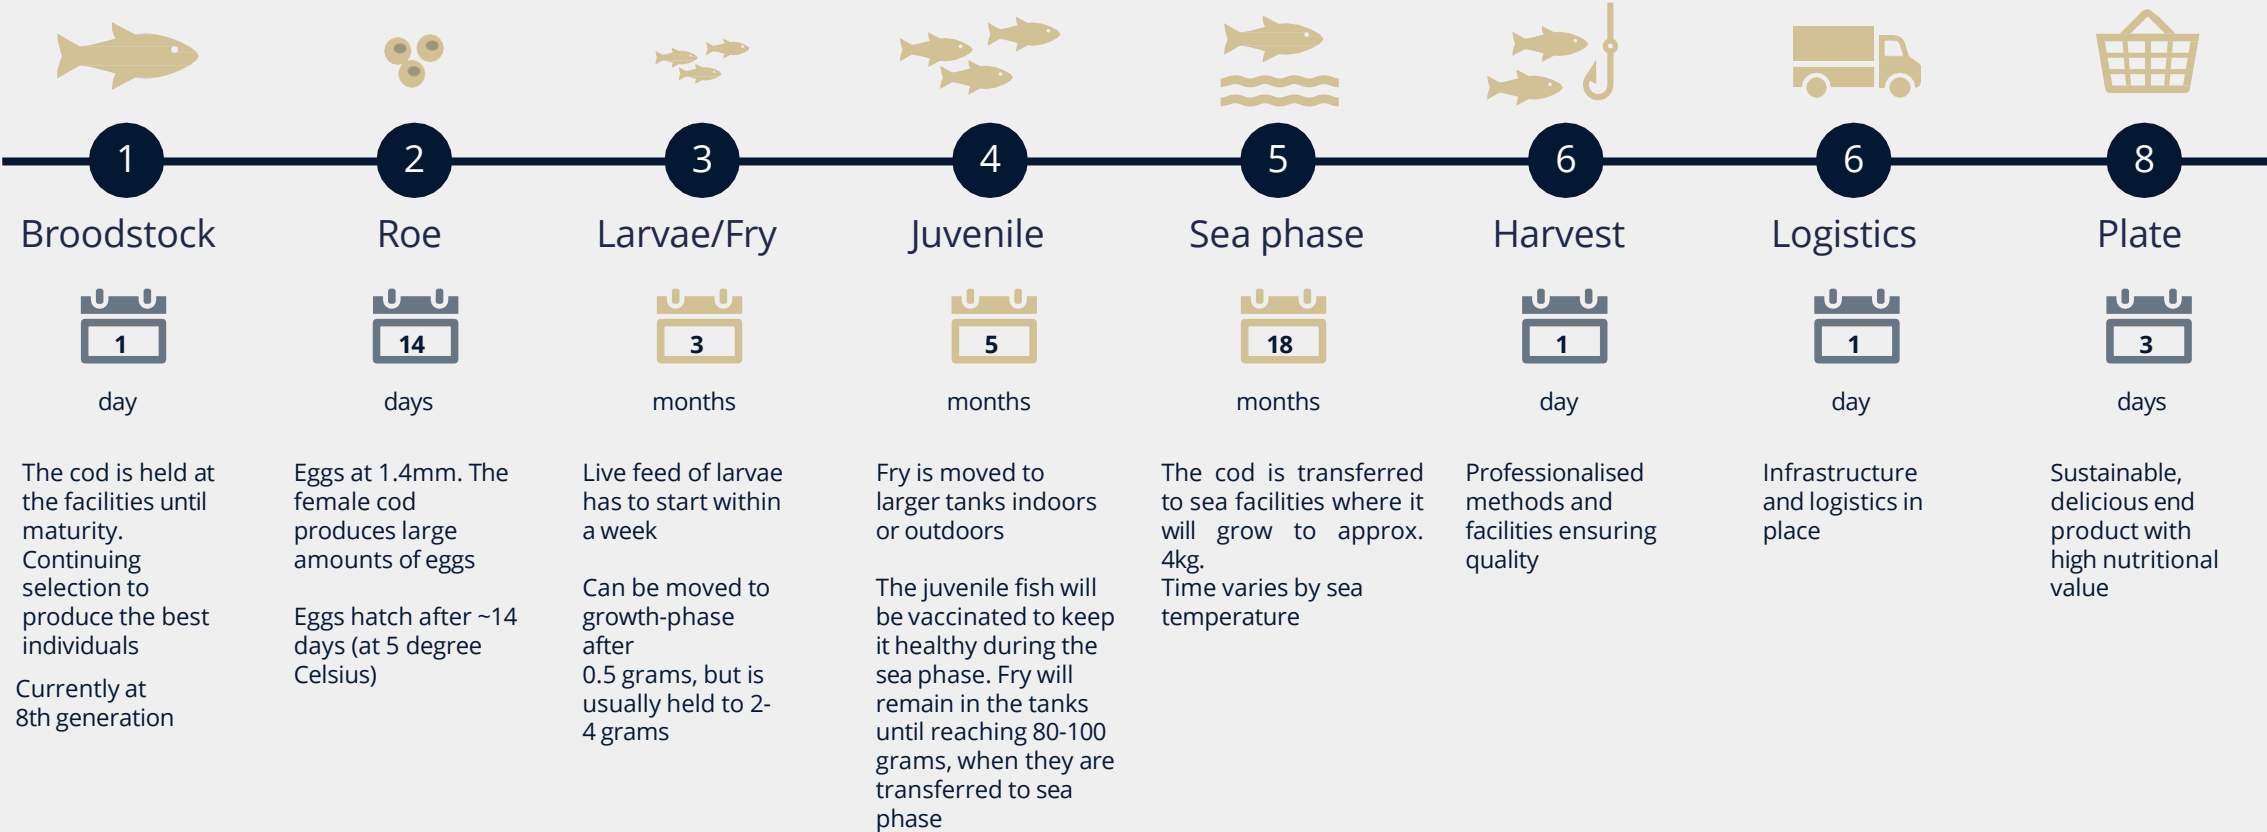 1
2
3
4
5
6
6
8
Broodstock
Roe
Larvae/Fry
Juvenile
Sea phase
Harvest
Logistics
Plate
1
14
3
5
18
1
1
3
day
days
months
months
months
day
day
days
The cod is held at
the facilities until
maturity.
Continuing
selection to
produce the best
individuals
Currently at
8th generation
Eggs at 1.4mm. The
female cod
produces large
amounts of eggs
Eggs hatch after ~14
days (at 5 degree
Celsius)
Live feed of larvae
has to start within
a week
Can be moved to
growth-phase
after
0.5 grams, but is
usually held to 2-
4 grams
Fry is moved to
larger tanks indoors
or outdoors
The juvenile fish will
be vaccinated to keep
it healthy during the
sea phase. Fry will
remain in the tanks
until reaching 80-100
grams, when they are
transferred to sea
phase
The cod is transferred
to sea facilities where it
will grow to approx.
4kg.
Time varies by sea
temperature
Professionalised
methods and
facilities ensuring
quality
Infrastructure
and logistics in
place
Sustainable,
delicious end
product with
high nutritional
value